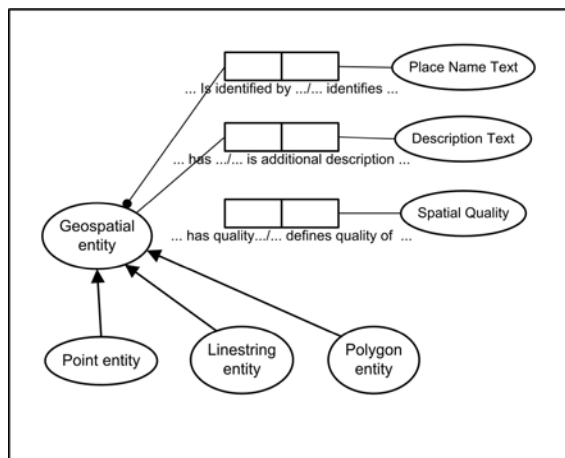 Place Name Text
... Is identified by .../... identifies ...
Description Text
... has .../... is additional description ...
Spatial Quality
... has quality.../... defines quality of ...
Geospatial
entity
Point entity
Linestring
entity
Polygon
entity